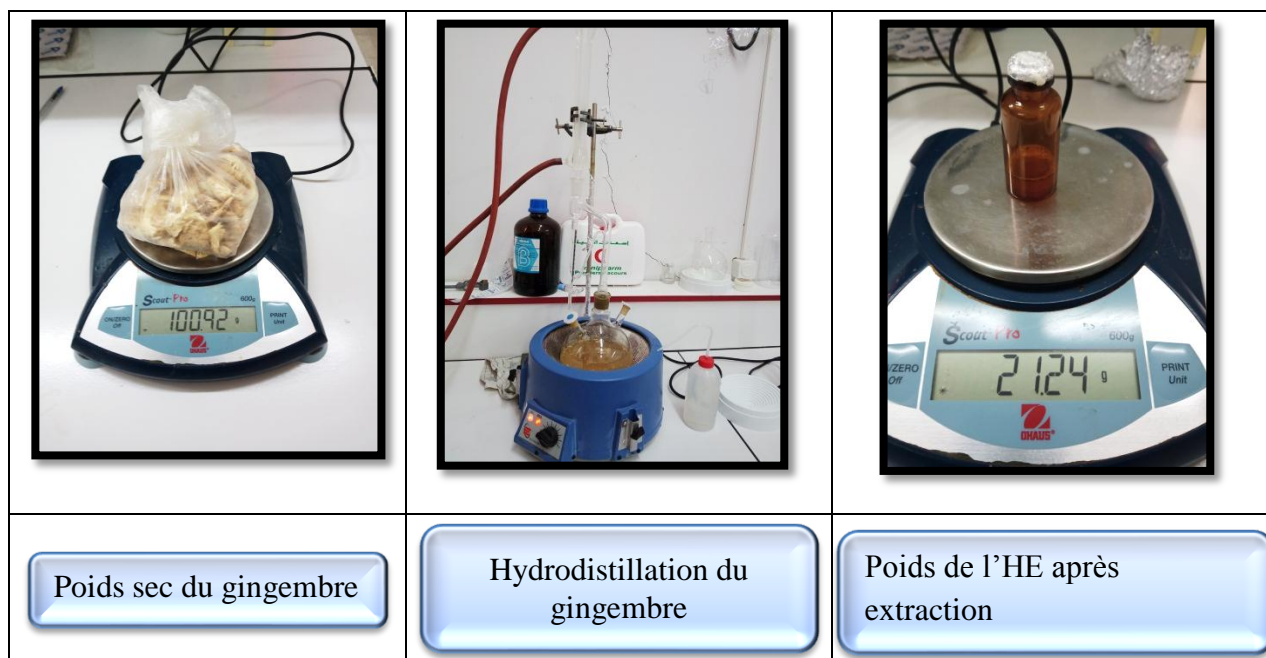 Scout Pro
600g
ON/ZERO
Off
100.92 g
PRINT
Unit
OHAUS
B
Scout Pro
600g
/ZERO
Off
21.24 g
PRINT
Unit
OHAUS
Poids sec du gingembre
Hydrodistillation du
gingembre
Poids de l’HE après
extraction